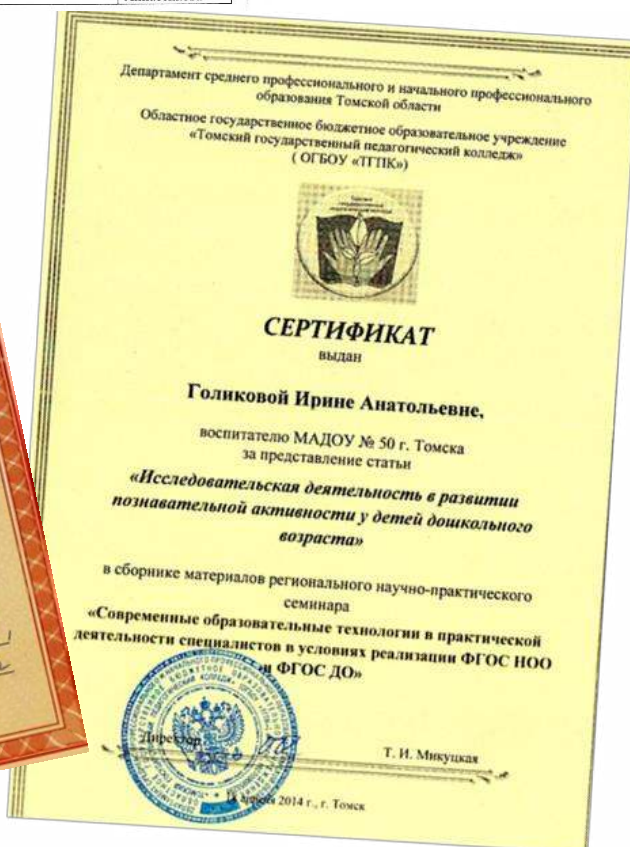 Департамент среднего профессионального и начального профессионального
образования Томской области
Областное государственное бюджетное образовательное учреждение
«Томский государственный педагогический колледж»
( ОГБОУ «ТГПК»)
СЕРТИФИКАТ
выдан
Голиковой Ирине Анатольевне,
воспитателю МАДОУ № 50 г. Томска
за представление статьи
«Исследовательская деятельность в развитии
познавательной активности у детей дошкольного
возраста»
в сборнике материалов регионального научно-практического
семинара
«Современные образовательные технологии в практической
деятельности специалистов в условиях реализации ФГОС НОО
и ФГОС ДО»
Директор
Т. И. Микуцкая
апреля 2014 г., г. Томск